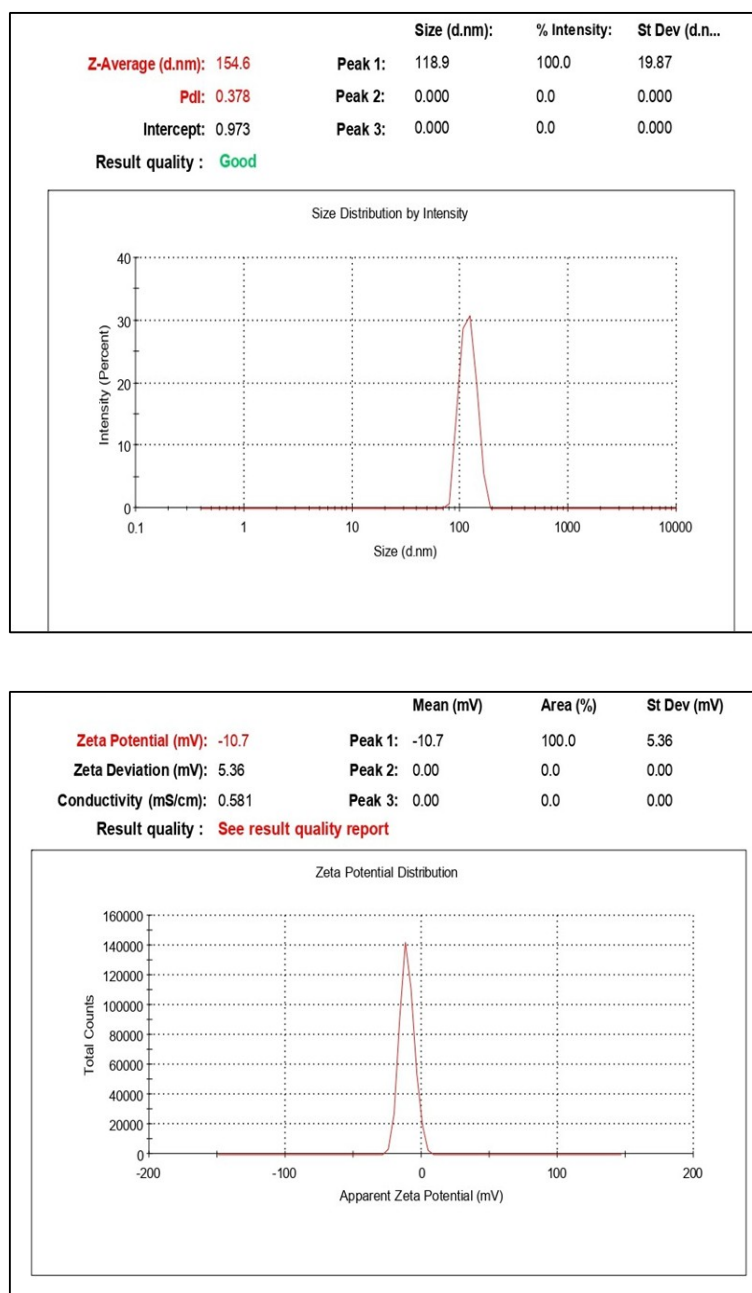 Size (d.nm): % Intensity: St Dev (d.n...
Z-Average (d.nm): 154.6 Peak 1: 118.9 100.0 19.87
PdI: 0.378 Peak 2: 0.000 0.0 0.000
Intercept: 0.973 Peak 3: 0.000 0.0 0.000
Result quality : Good
Size Distribution by Intensity
40
30
20
10
0
Intensity (Percent)
0.1 1 10 100 1000 10000
Size (d.nm)
Mean (mV) Area (%) St Dev (mV)
Zeta Potential (mV): -10.7 Peak 1: -10.7 100.0 5.36
Zeta Deviation (mV): 5.36 Peak 2: 0.00 0.0 0.00
Conductivity (mS/cm): 0.581 Peak 3: 0.00 0.0 0.00
Result quality : See result quality report
Zeta Potential Distribution
160000
140000
120000
100000
80000
60000
40000
20000
0
Total Counts
-200 -100 0 100 200
Apparent Zeta Potential (mV)